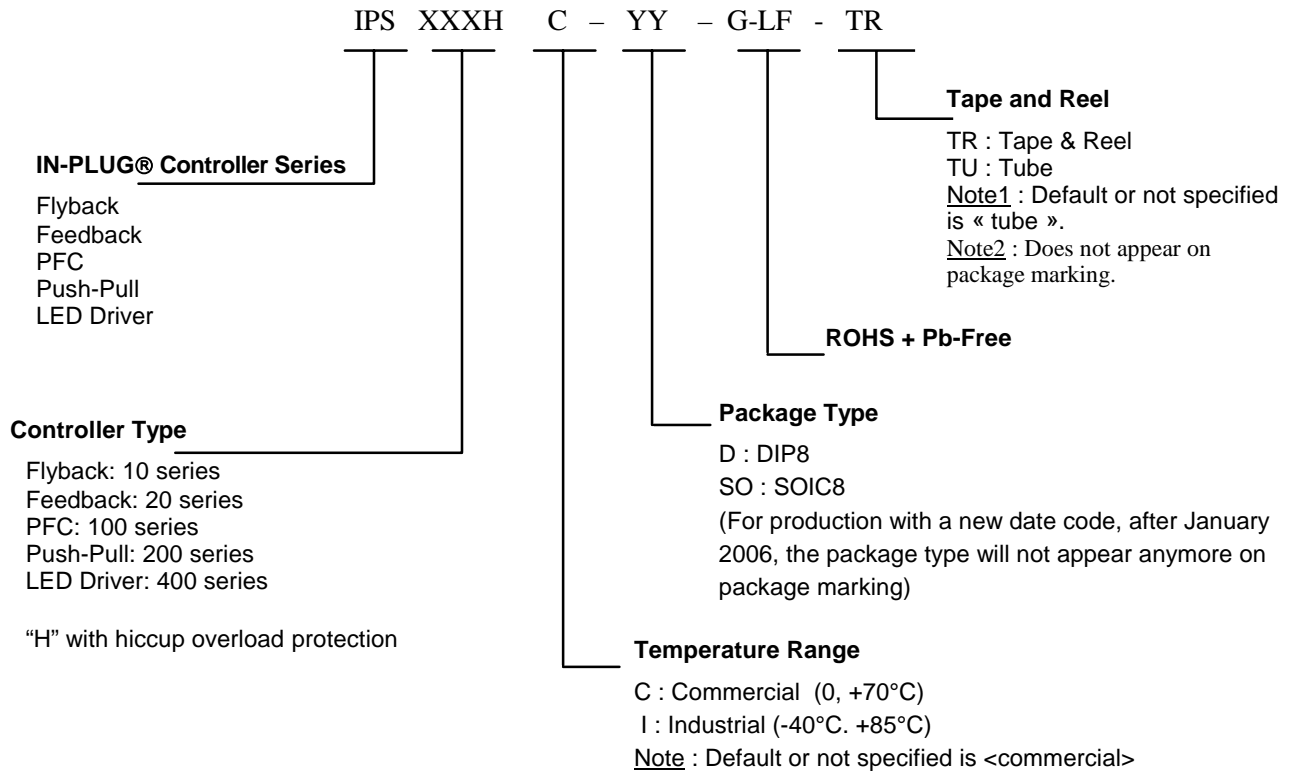 IPS XXXH C – YY – G-LF - TR
Tape and Reel
TR : Tape & Reel
TU : Tube
Note1 : Default or not specified
is « tube ».
Note2 : Does not appear on
package marking.
IN-PLUG® Controller Series
Flyback
Feedback
PFC
Push-Pull
LED Driver
ROHS + Pb-Free
Package Type
D : DIP8
SO : SOIC8
(For production with a new date code, after January
2006, the package type will not appear anymore on
package marking)
Controller Type
Flyback: 10 series
Feedback: 20 series
PFC: 100 series
Push-Pull: 200 series
LED Driver: 400 series
“H” with hiccup overload protection
Temperature Range
C : Commercial (0, +70°C)
I : Industrial (-40°C. +85°C)
Note : Default or not specified is <commercial>